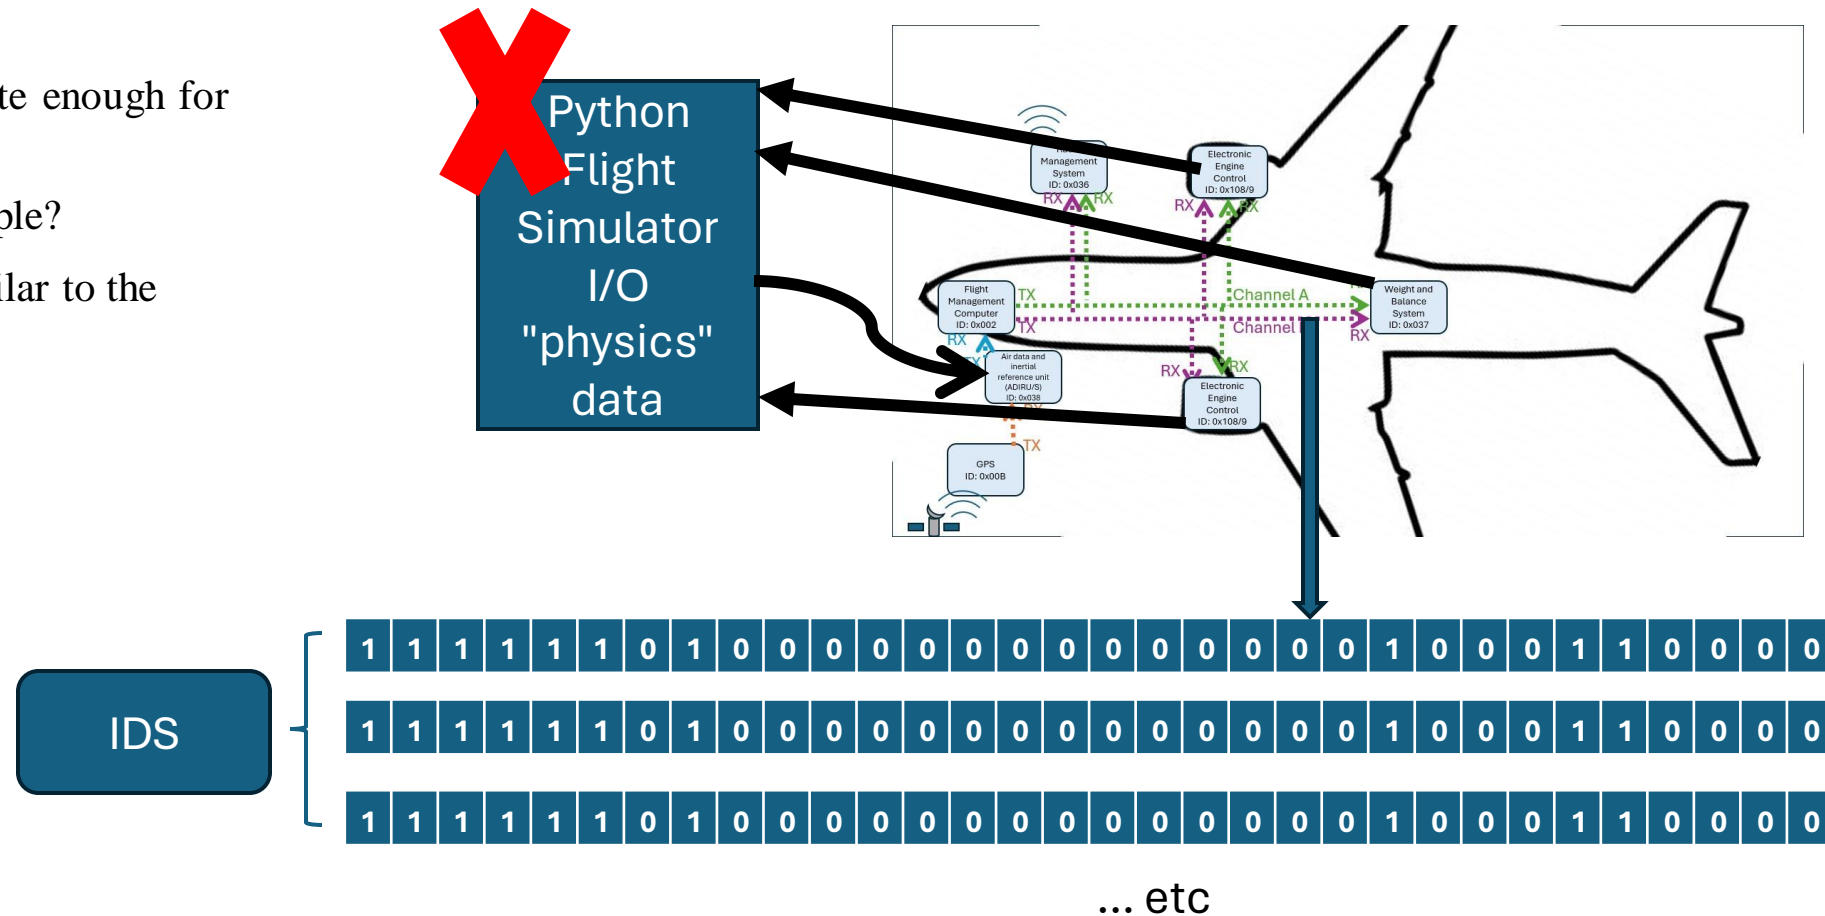 te enough for
ple?
ilar to the
Python
Flight
Simulator
I/O
"physics"
data
Management
System
ID: 0x036
RX
RX
Electronic
Engine
Control
ID: 0x108/9
RX
RX
Flight
Management
Computer
ID: 0x002
TX
TX
Channel A
Channel
Weight and
Balance
System
ID: 0x037
RX
RX
TX
Air data and
inertial
reference unit
(ADIRU/S)
ID: 0x038
RX
TX
GPS
ID: 0x00B
RX
RX
Electronic
Engine
Control
ID: 0x108/9
IDS
1 1 1 1 1 1 0 1 0 0 0 0 0 0 0 0 0 0 0 0 0 0 1 0 0 0 1 1 0 0 0 0
1 1 1 1 1 1 0 1 0 0 0 0 0 0 0 0 0 0 0 0 0 0 1 0 0 0 1 1 0 0 0 0
1 1 1 1 1 1 0 1 0 0 0 0 0 0 0 0 0 0 0 0 0 0 1 0 0 0 1 1 0 0 0 0
... etc